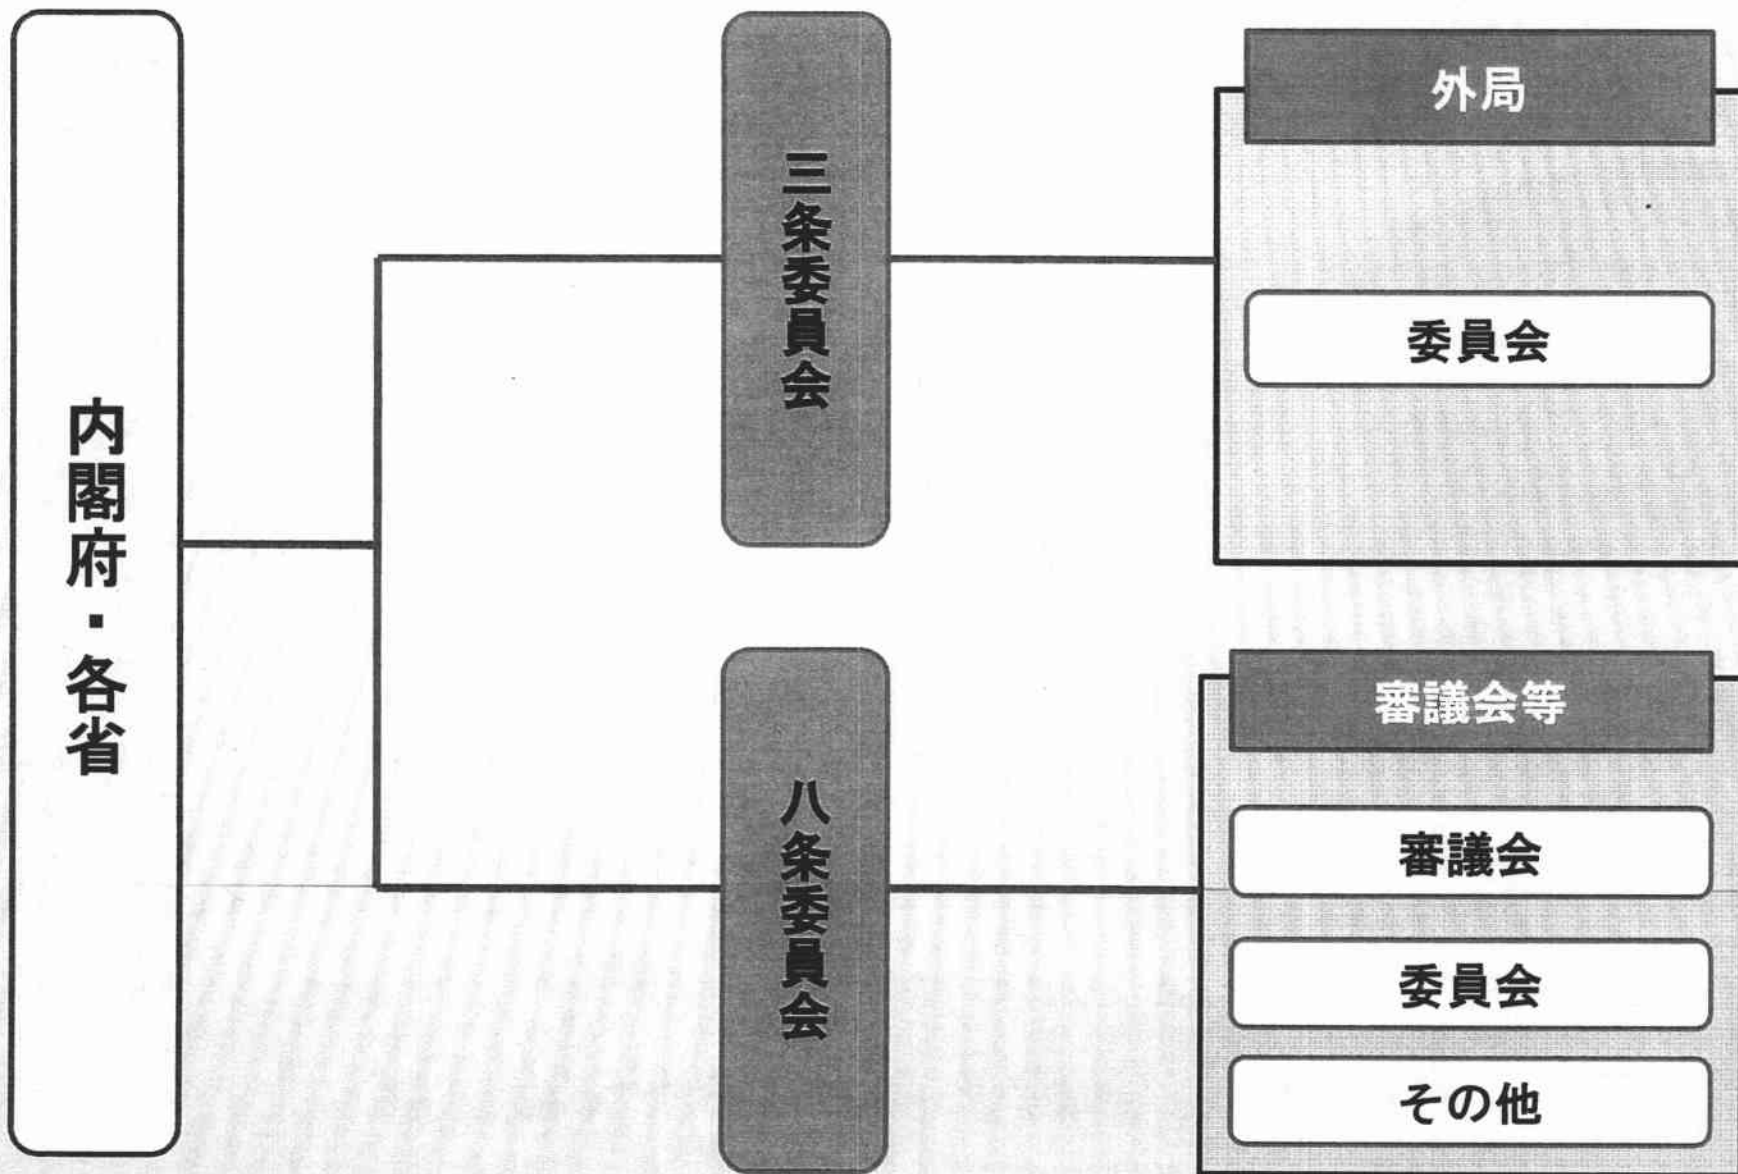 内閣府・各省
三条委員会
外局
委員会
八条委員会
審議会等
審議会
委員会
その他